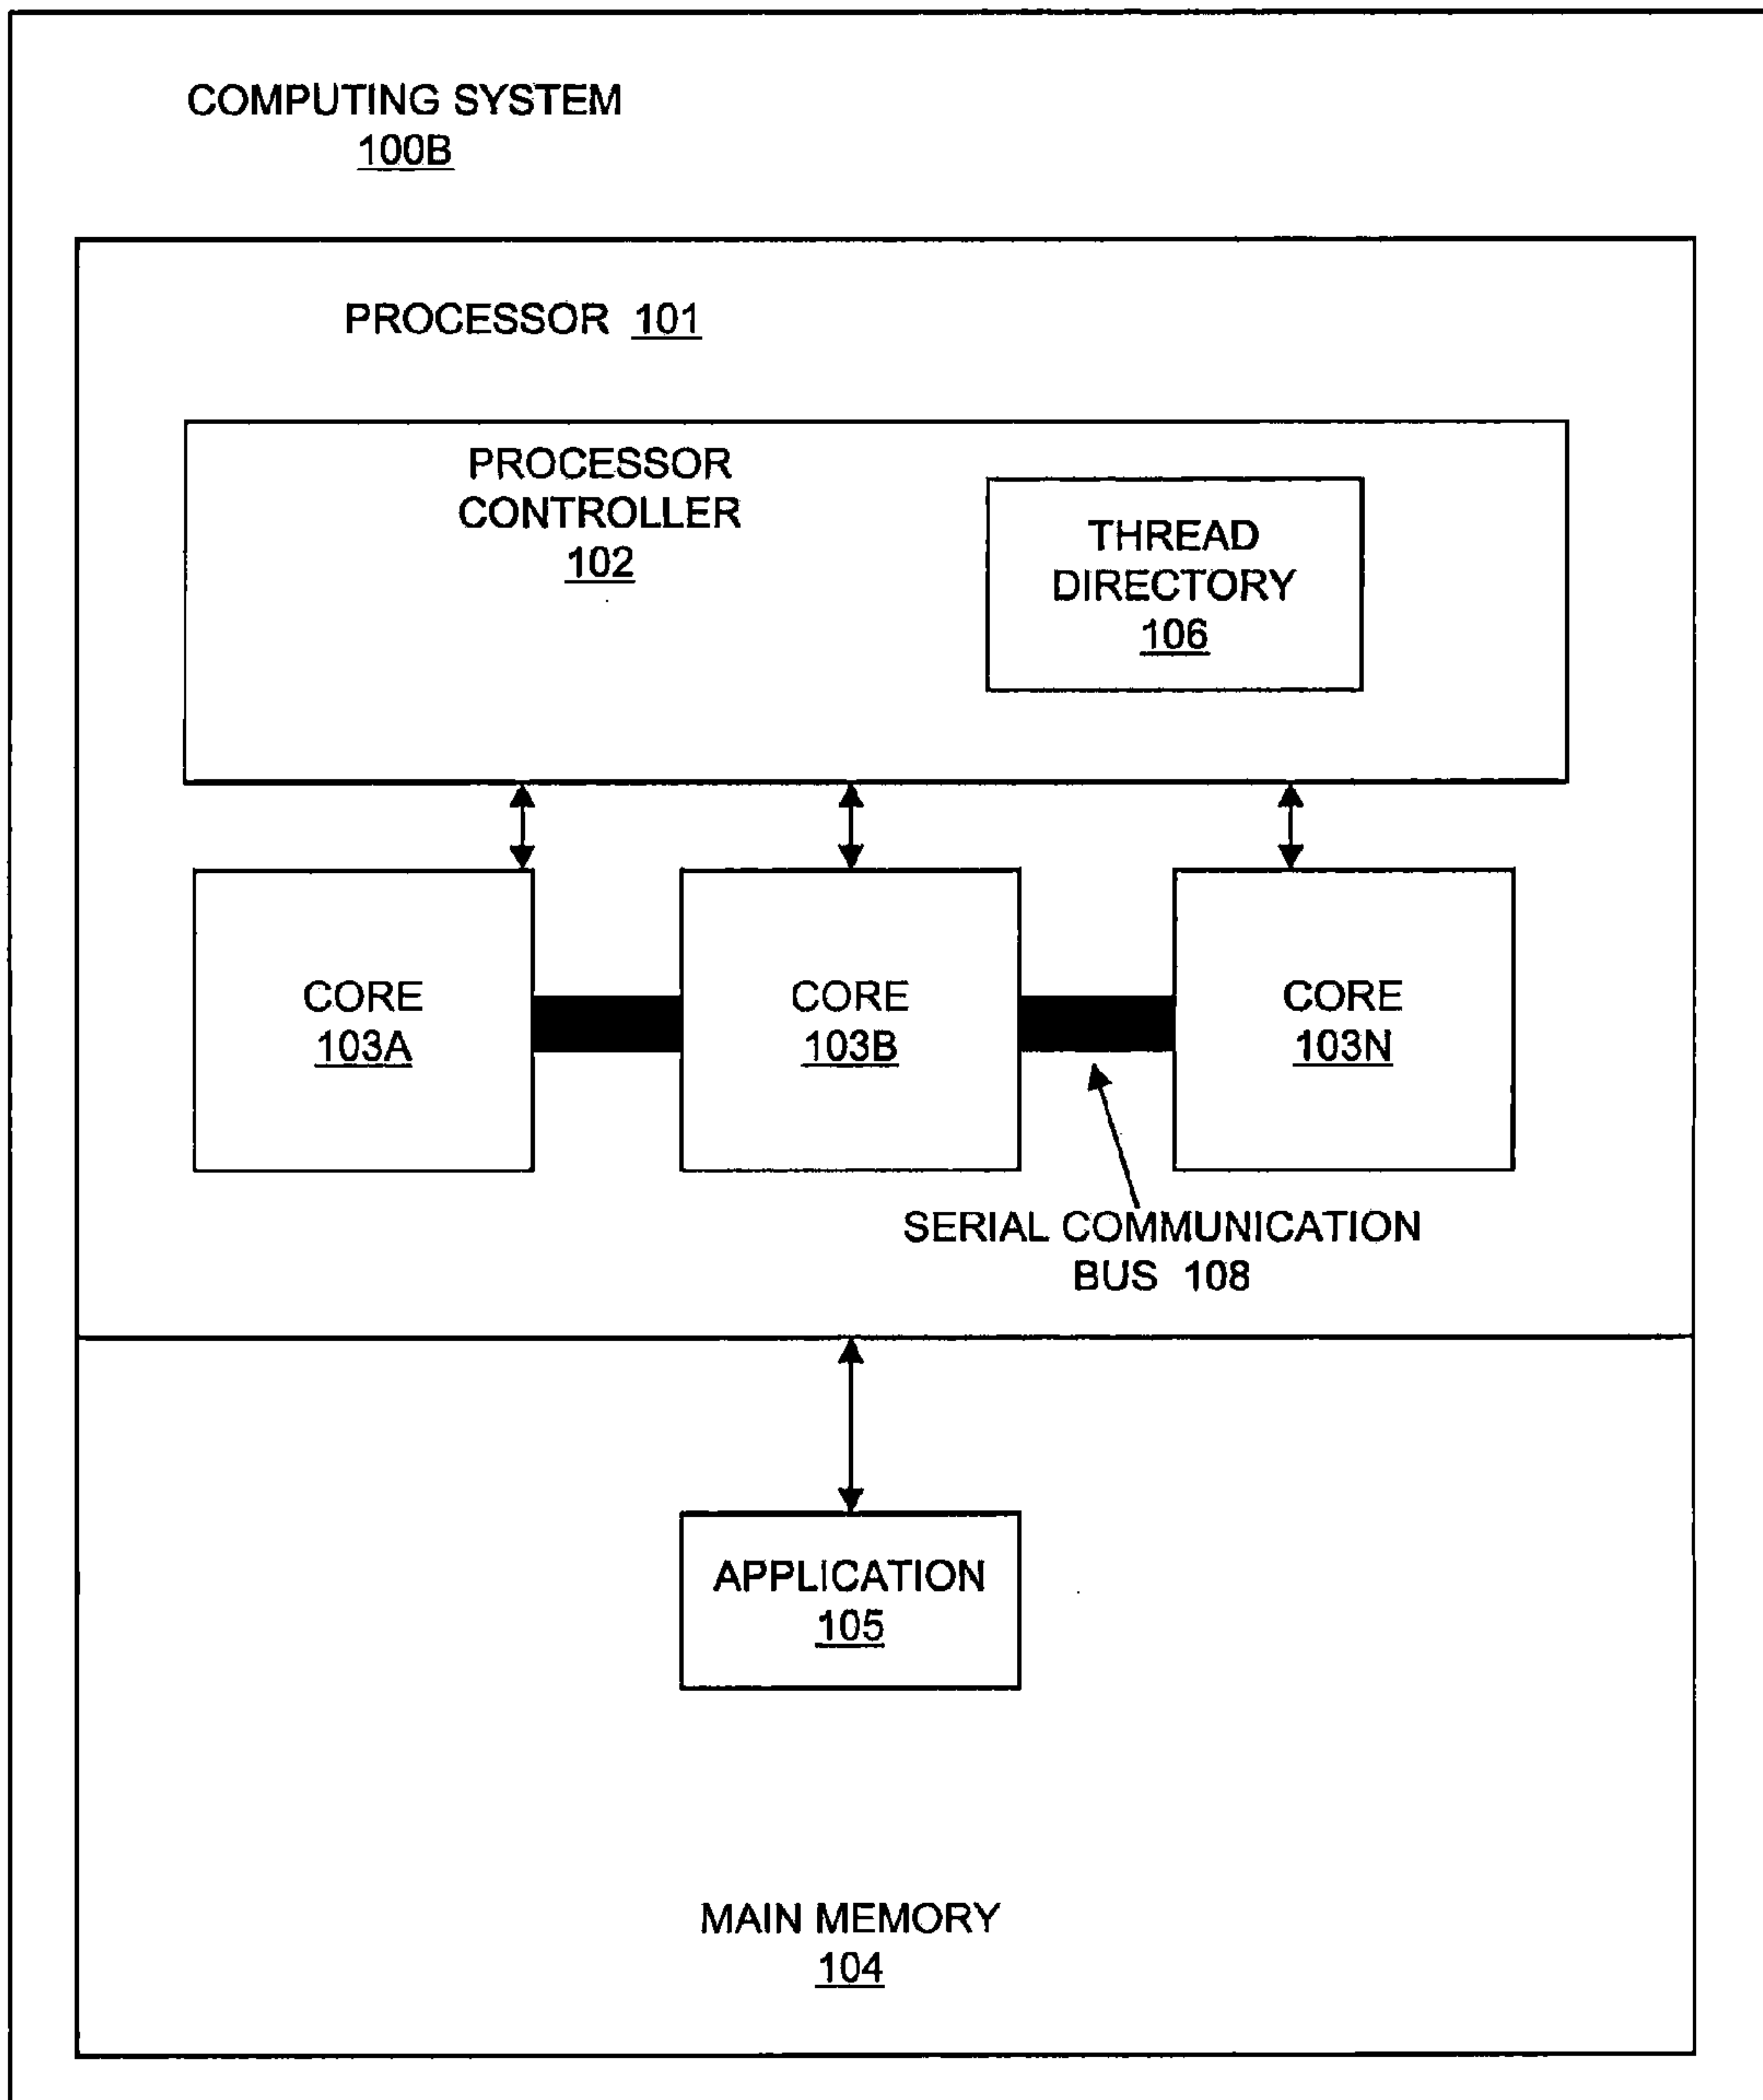 COMPUTING SYSTEM
100B
PROCESSOR 101
PROCESSOR
CONTROLLER
102
THREAD
DIRECTORY
106
CORE
103A
CORE
103B
CORE
103N
SERIAL COMMUNICATION
BUS 108
APPLICATION
105
MAIN MEMORY
104